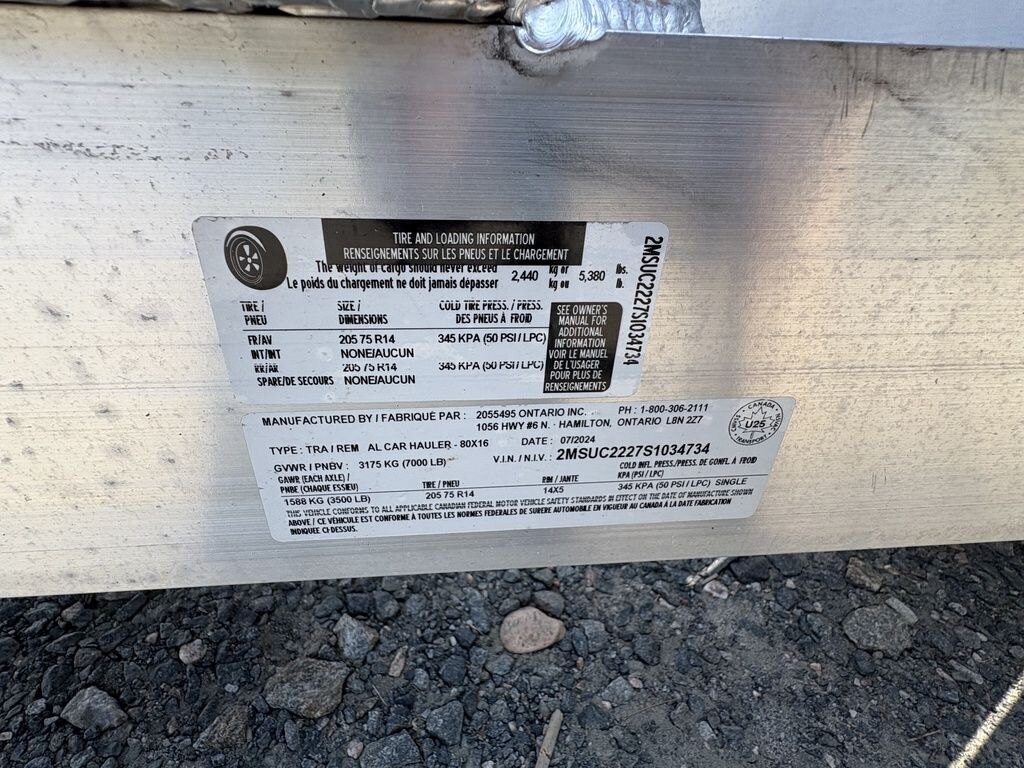 TIRE AND LOADING INFORMATION
RENSEIGNEMENTS SUR LES PNEUS ET LE CHARGEMENT
The weight of cargo should never exceed 2,440 kg or 5,380 lbs.
Le poids du chargement ne doit jamais dépasser kg ou lb.
TIRE / SIZE / COLD TIRE PRESS. / PRESS.
PNEU DIMENSIONS DES PNEUS À FROID
FR/AV 205 75 R14 345 KPA (50 PSI / LPC)
INT/INT NONE/AUCUN
RR/AR 205 75 R14 345 KPA (50 PSI / LPC)
SPARE/DE SECOURS NONE/AUCUN
SEE OWNER'S
MANUAL FOR
ADDITIONAL
INFORMATION
VOIR LE MANUEL
DE L'USAGER
POUR PLUS DE
RENSEIGNEMENTS
2MSUC2227S1034734
MANUFACTURED BY / FABRIQUÉ PAR : 2055495 ONTARIO INC. PH : 1-800-306-2111
1056 HWY #6 N. · HAMILTON, ONTARIO L8N 2Z7
TYPE : TRA / REM AL CAR HAULER - 80X16 DATE : 07/2024
GVWR / PNBV : 3175 KG (7000 LB) V.I.N. / N.I.V. : 2MSUC2227S1034734
GAWR (EACH AXLE) / COLD INFL. PRESS./PRESS. DE GONFL. À FROID
PNBE (CHAQUE ESSIEU) TIRE / PNEU RIM / JANTE KPA (PSI / LPC)
1588 KG (3500 LB) 205 75 R14 14X5 345 KPA (50 PSI / LPC) SINGLE
THIS VEHICLE CONFORMS TO ALL APPLICABLE CANADIAN FEDERAL MOTOR VEHICLE SAFETY STANDARDS IN EFFECT ON THE DATE OF MANUFACTURE SHOWN
ABOVE / CE VÉHICULE EST CONFORME À TOUTES LES NORMES FEDERALES DE SURERE AUTOMOBILE EN VIGUEUR AU CANADA À LA DATE FABRICATION
INDIQUEE CI-DESSUS.
CANADA
U25
TRANSPORT